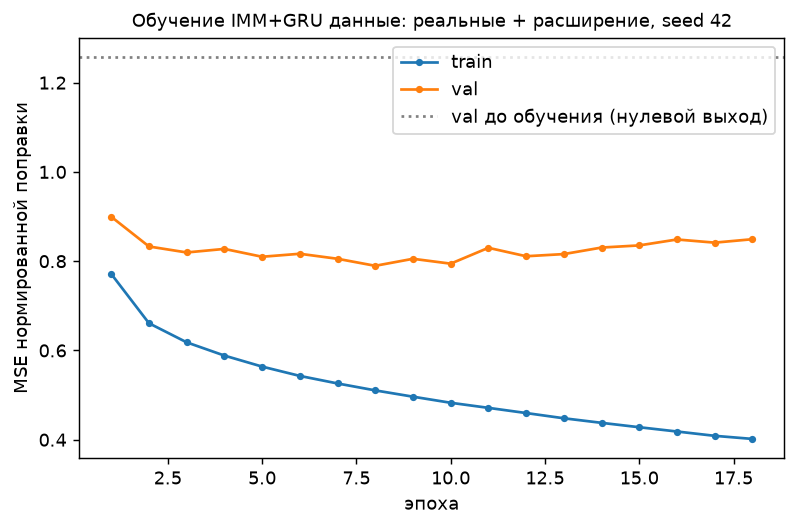 Обучение IMM+GRU данные: реальные + расширение, seed 42
train
val
val до обучения (нулевой выход)
MSE нормированной поправки
1.2
1.0
0.8
0.6
0.4
2.5
5.0
7.5
10.0
12.5
15.0
17.5
эпоха